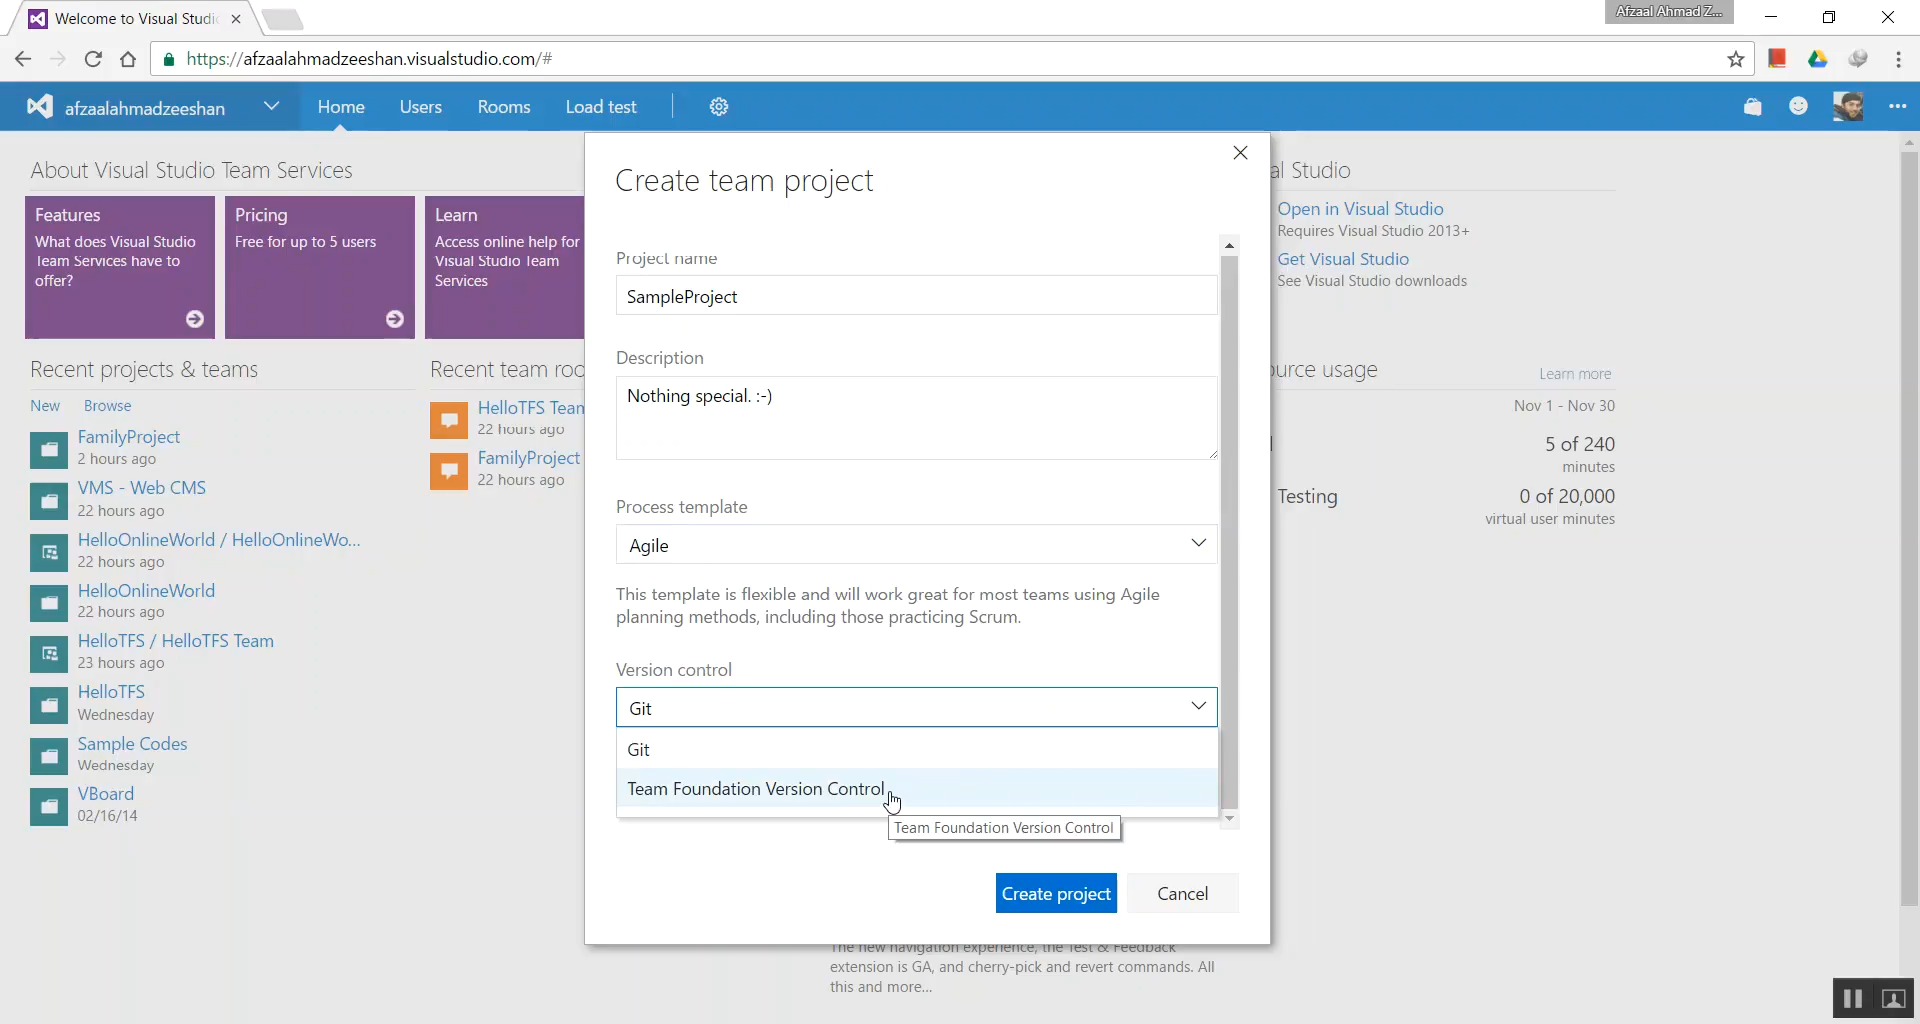 Welcome to Visual Studi
Afzaal Ahmad Z...
https://afzaalahmadzeeshan.visualstudio.com/#
afzaalahmadzeeshan
Home
Users
Rooms
Load test
About Visual Studio Team Services
Features
What does Visual Studio
Team Services have to
offer?
Pricing
Free for up to 5 users
Learn
Access online help for
Visual Studio Team
Services
Recent projects & teams
New
Browse
FamilyProject
2 hours ago
VMS - Web CMS
22 hours ago
HelloOnlineWorld / HelloOnlineWo...
22 hours ago
HelloOnlineWorld
22 hours ago
HelloTFS / HelloTFS Team
23 hours ago
HelloTFS
Wednesday
Sample Codes
Wednesday
VBoard
02/16/14
Recent team roo
HelloTFS Team
22 hours ago
FamilyProject
22 hours ago
Create team project
Project name
SampleProject
Description
Nothing special. :-)
Process template
Agile
This template is flexible and will work great for most teams using Agile
planning methods, including those practicing Scrum.
Version control
Git
Git
Team Foundation Version Control
Team Foundation Version Control
Create project
Cancel
al Studio
Open in Visual Studio
Requires Visual Studio 2013+
Get Visual Studio
See Visual Studio downloads
urce usage
Learn more
Nov 1 - Nov 30
5 of 240
minutes
Testing
0 of 20,000
virtual user minutes
The new navigation experience, the Test & Feedback
extension is GA, and cherry-pick and revert commands. All
this and more...